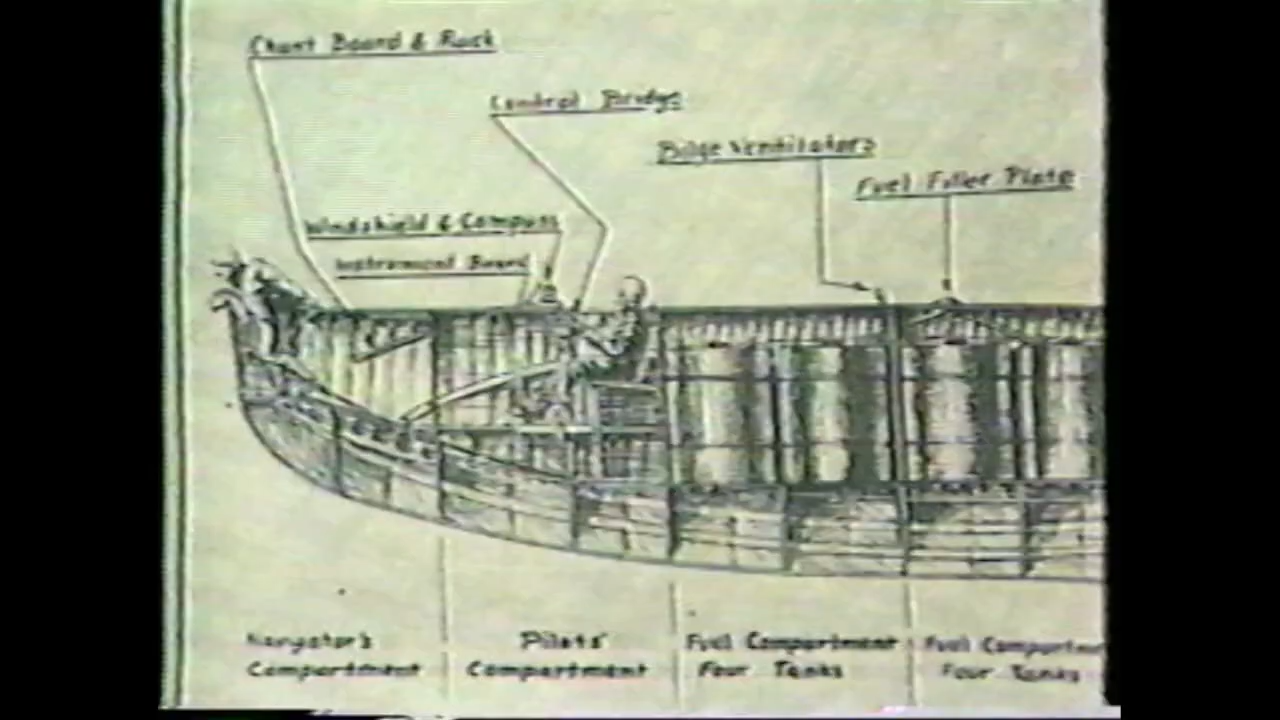 Chart Board & Rack
Control Bridge
Bilge Ventilators
Fuel Filler Plate
Windshield & Compass
Instrument Board
Navigator's
Compartment
Pilots'
Compartment
Fuel Compartment
Four Tanks
Fuel Compartme
Four Tanks